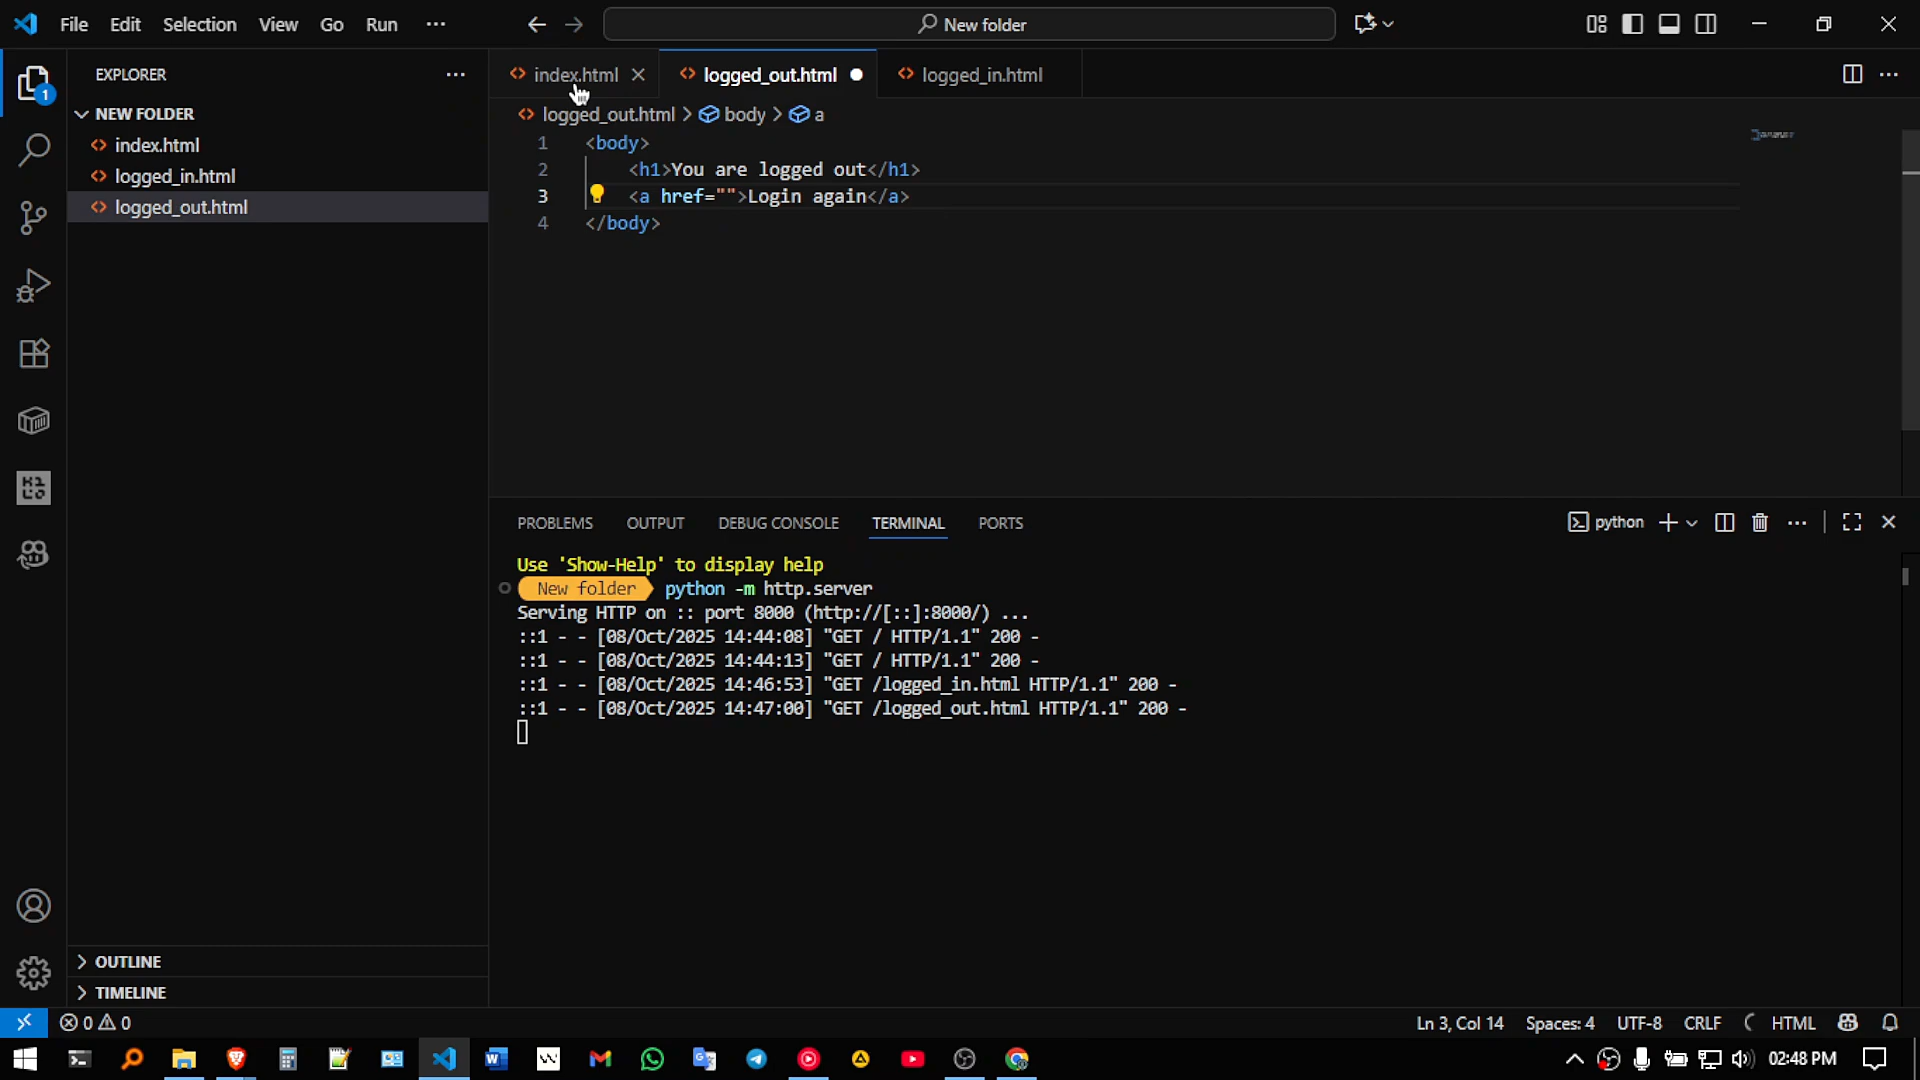 File Edit Selection View Go Run ··· New folder
EXPLORER ···
NEW FOLDER
index.html
logged_in.html
logged_out.html
OUTLINE
TIMELINE
1
index.html logged_out.html logged_in.html
logged_out.html > body > a
1 <body>
2 <h1>You are logged out</h1>
3 <a href="">Login again</a>
4 </body>
PROBLEMS OUTPUT DEBUG CONSOLE TERMINAL PORTS python
Use 'Show-Help' to display help
New folder python -m http.server
Serving HTTP on :: port 8000 (http://[::]:8000/) ...
::1 - - [08/Oct/2025 14:44:08] "GET / HTTP/1.1" 200 -
::1 - - [08/Oct/2025 14:44:13] "GET / HTTP/1.1" 200 -
::1 - - [08/Oct/2025 14:46:53] "GET /logged_in.html HTTP/1.1" 200 -
::1 - - [08/Oct/2025 14:47:00] "GET /logged_out.html HTTP/1.1" 200 -
0 0 Ln 3, Col 14 Spaces: 4 UTF-8 CRLF HTML
02:48 PM